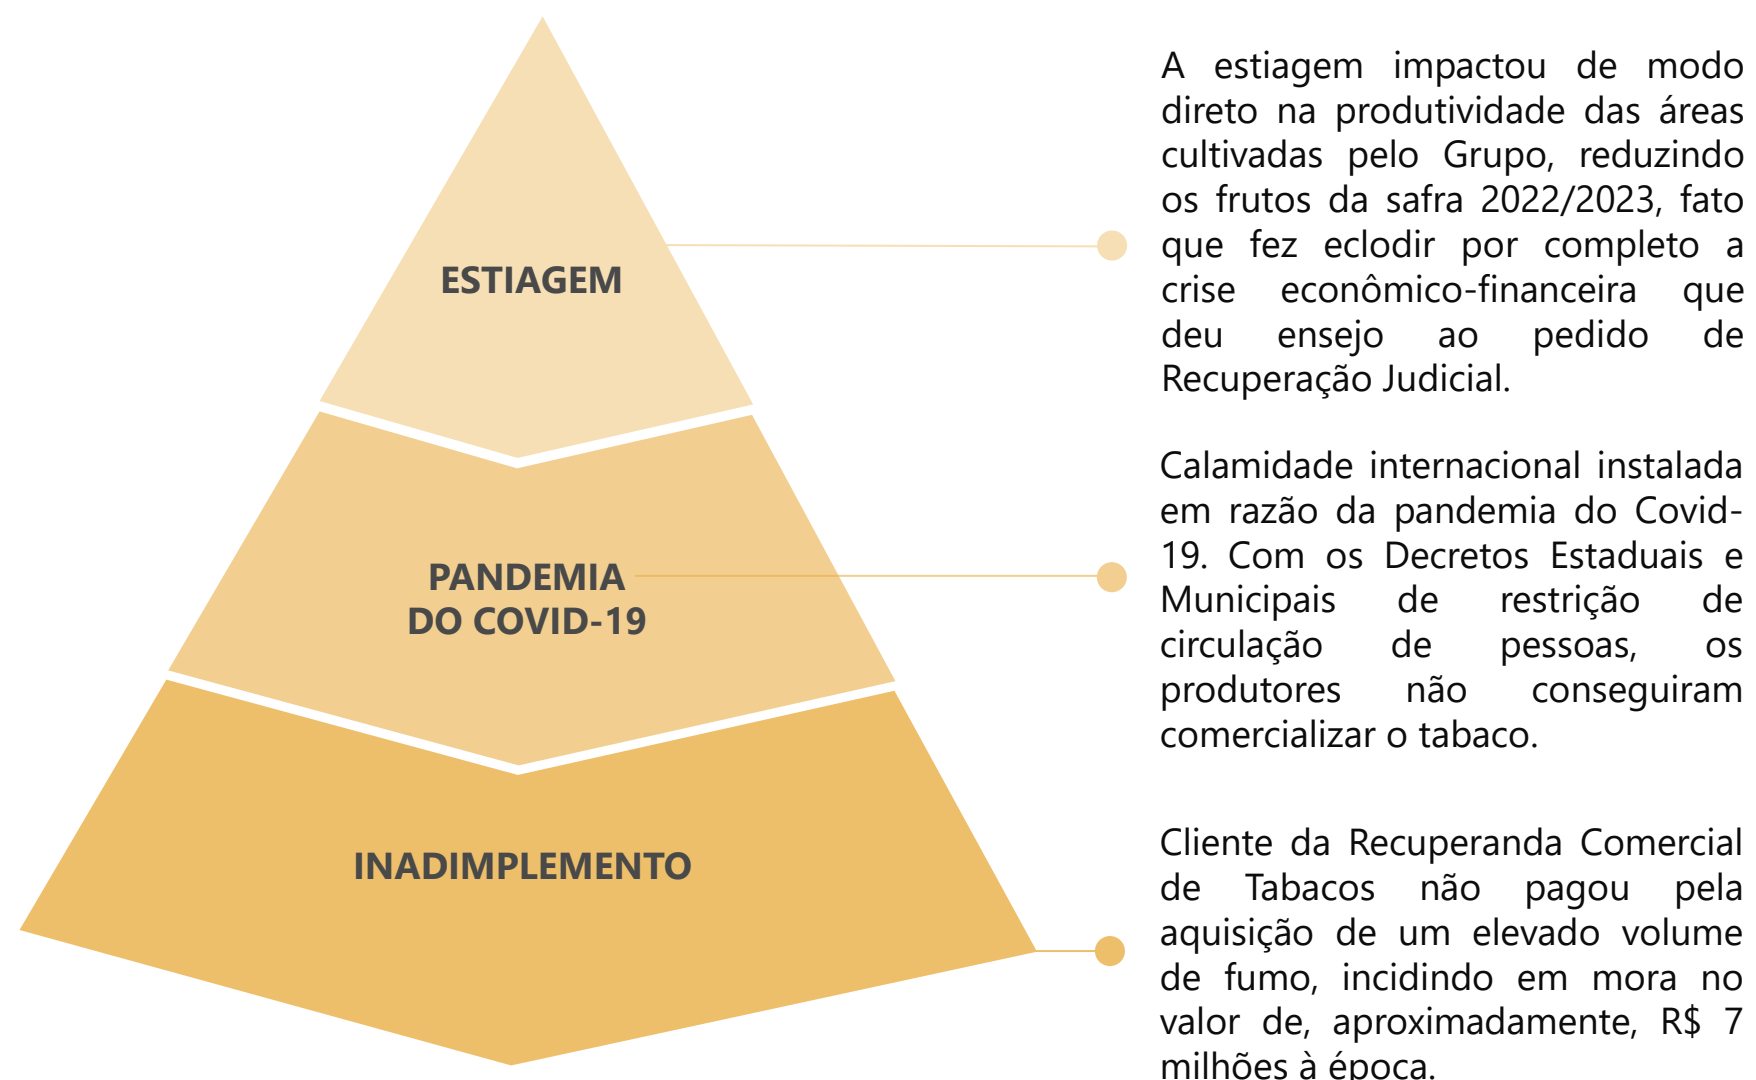 ESTIAGEM
A estiagem impactou de modo
direto na produtividade das áreas
cultivadas pelo Grupo, reduzindo
os frutos da safra 2022/2023, fato
que fez eclodir por completo a
crise econômico-financeira que
deu ensejo ao pedido de
Recuperação Judicial.
PANDEMIA
DO COVID-19
Calamidade internacional instalada
em razão da pandemia do Covid-
19. Com os Decretos Estaduais e
Municipais de restrição de
circulação de pessoas, os
produtores não conseguiram
comercializar o tabaco.
INADIMPLEMENTO
Cliente da Recuperanda Comercial
de Tabacos não pagou pela
aquisição de um elevado volume
de fumo, incidindo em mora no
valor de, aproximadamente, R$ 7
milhões à época.